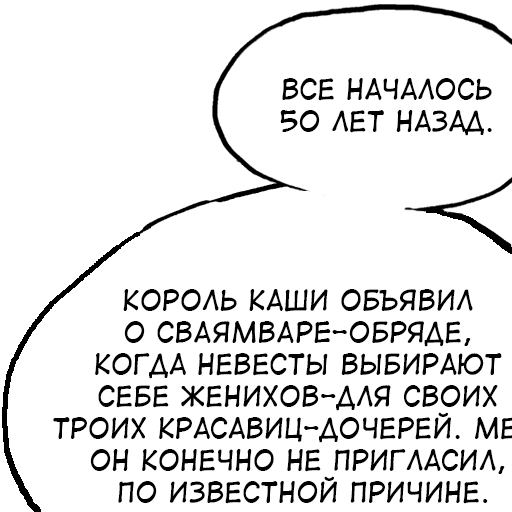 ВСЕ НАЧАЛОСЬ
50 ЛЕТ НАЗАД.
КОРОЛЬ КАШИ ОБЪЯВИЛ
О СВАЯМВАРЕ-ОБРЯДЕ,
КОГДА НЕВЕСТЫ ВЫБИРАЮТ
СЕБЕ ЖЕНИХОВ-ДЛЯ СВОИХ
ТРОИХ КРАСАВИЦ-ДОЧЕРЕЙ.
ОН КОНЕЧНО НЕ ПРИГЛАСИЛ,
ПО ИЗВЕСТНОЙ ПРИЧИНЕ.